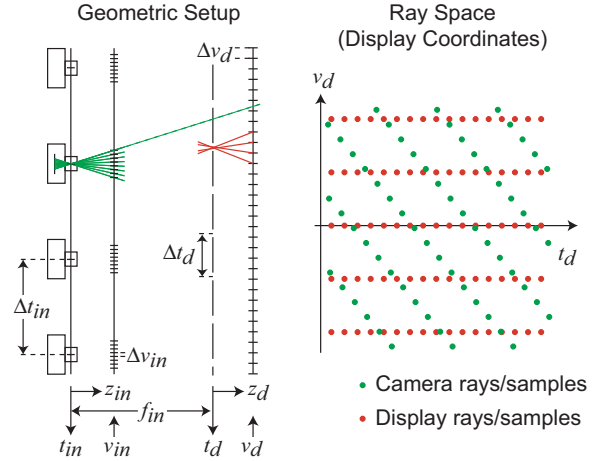 Geometric Setup
Δv_d
Δt_d
Δt_in
Δv_in
z_in
z_d
f_in
t_in
v_in
t_d
v_d
Ray Space
(Display Coordinates)
v_d
t_d
Camera rays/samples
Display rays/samples